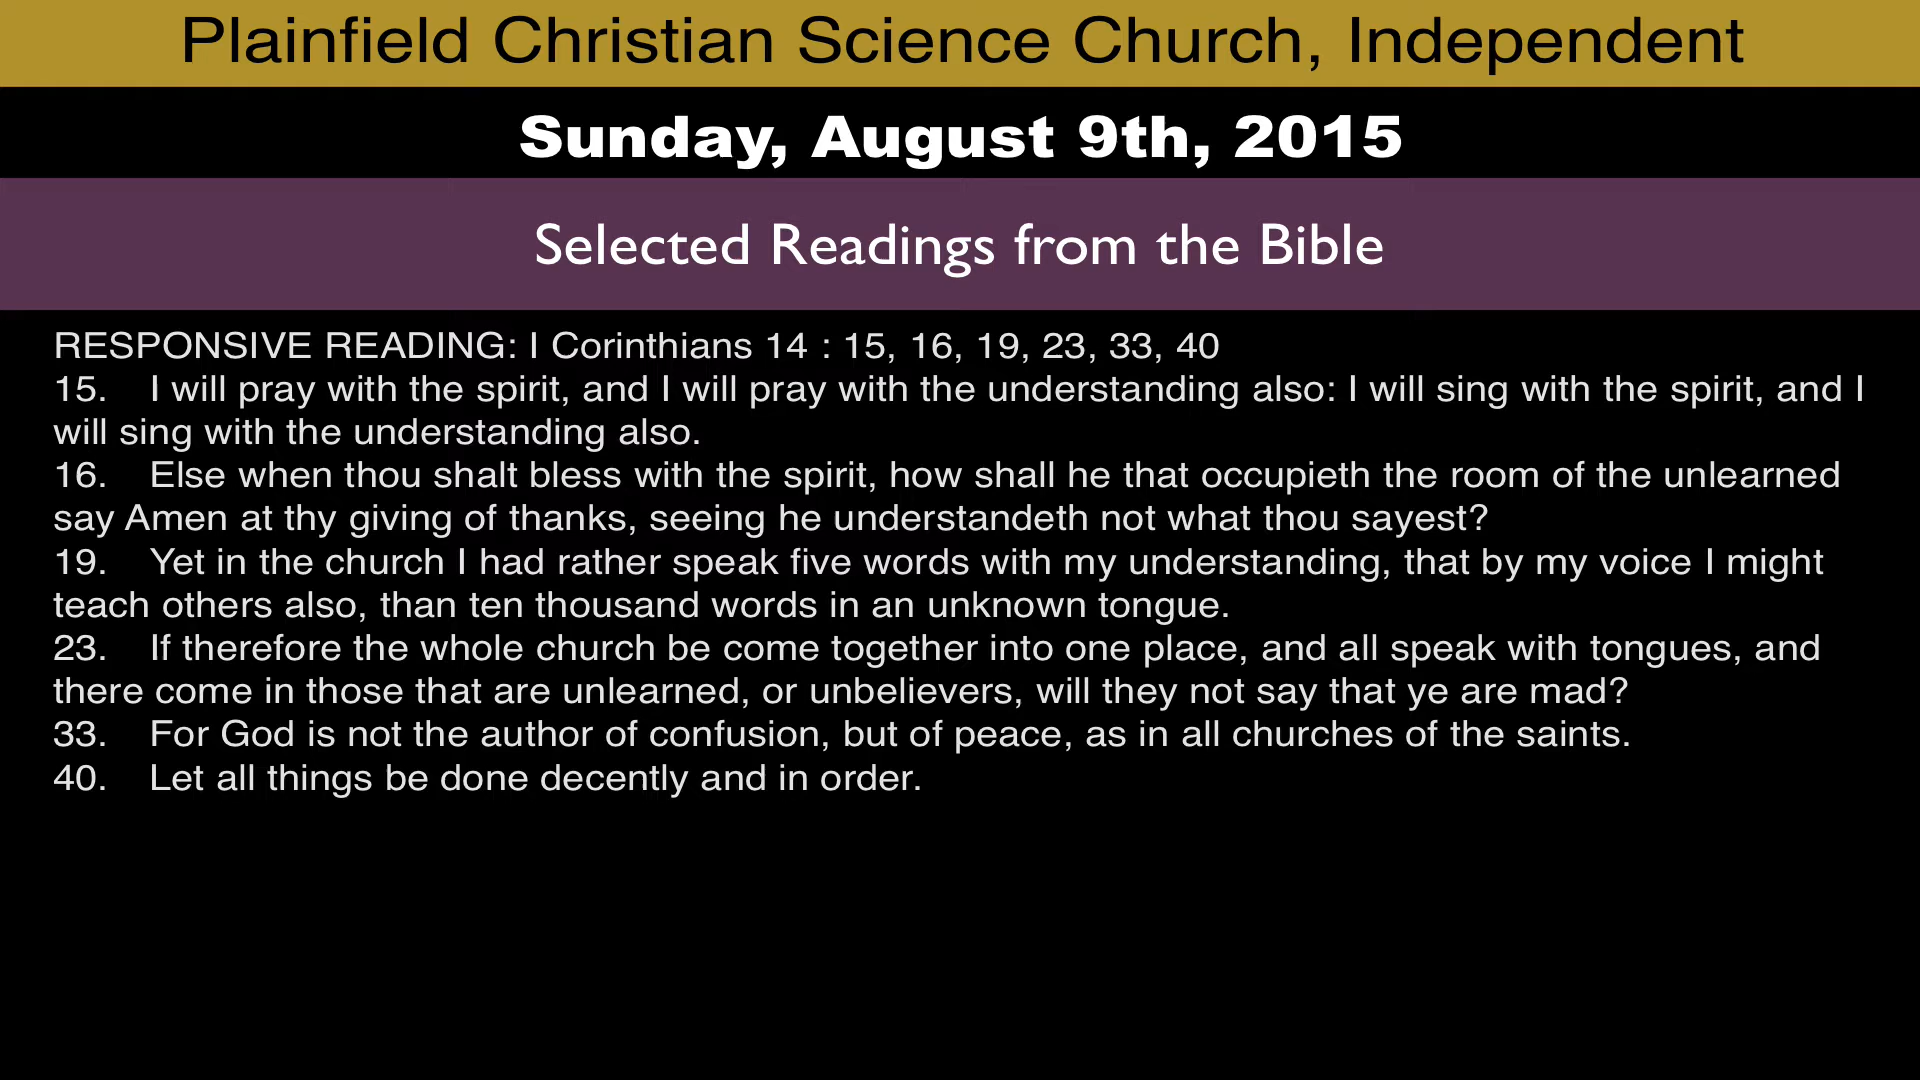 Plainfield Christian Science Church, Independent
Sunday, August 9th, 2015
Selected Readings from the Bible
RESPONSIVE READING: I Corinthians 14 : 15, 16, 19, 23, 33, 40
15. I will pray with the spirit, and I will pray with the understanding also: I will sing with the spirit, and I
will sing with the understanding also.
16. Else when thou shalt bless with the spirit, how shall he that occupieth the room of the unlearned
say Amen at thy giving of thanks, seeing he understandeth not what thou sayest?
19. Yet in the church I had rather speak five words with my understanding, that by my voice I might
teach others also, than ten thousand words in an unknown tongue.
23. If therefore the whole church be come together into one place, and all speak with tongues, and
there come in those that are unlearned, or unbelievers, will they not say that ye are mad?
33. For God is not the author of confusion, but of peace, as in all churches of the saints.
40. Let all things be done decently and in order.